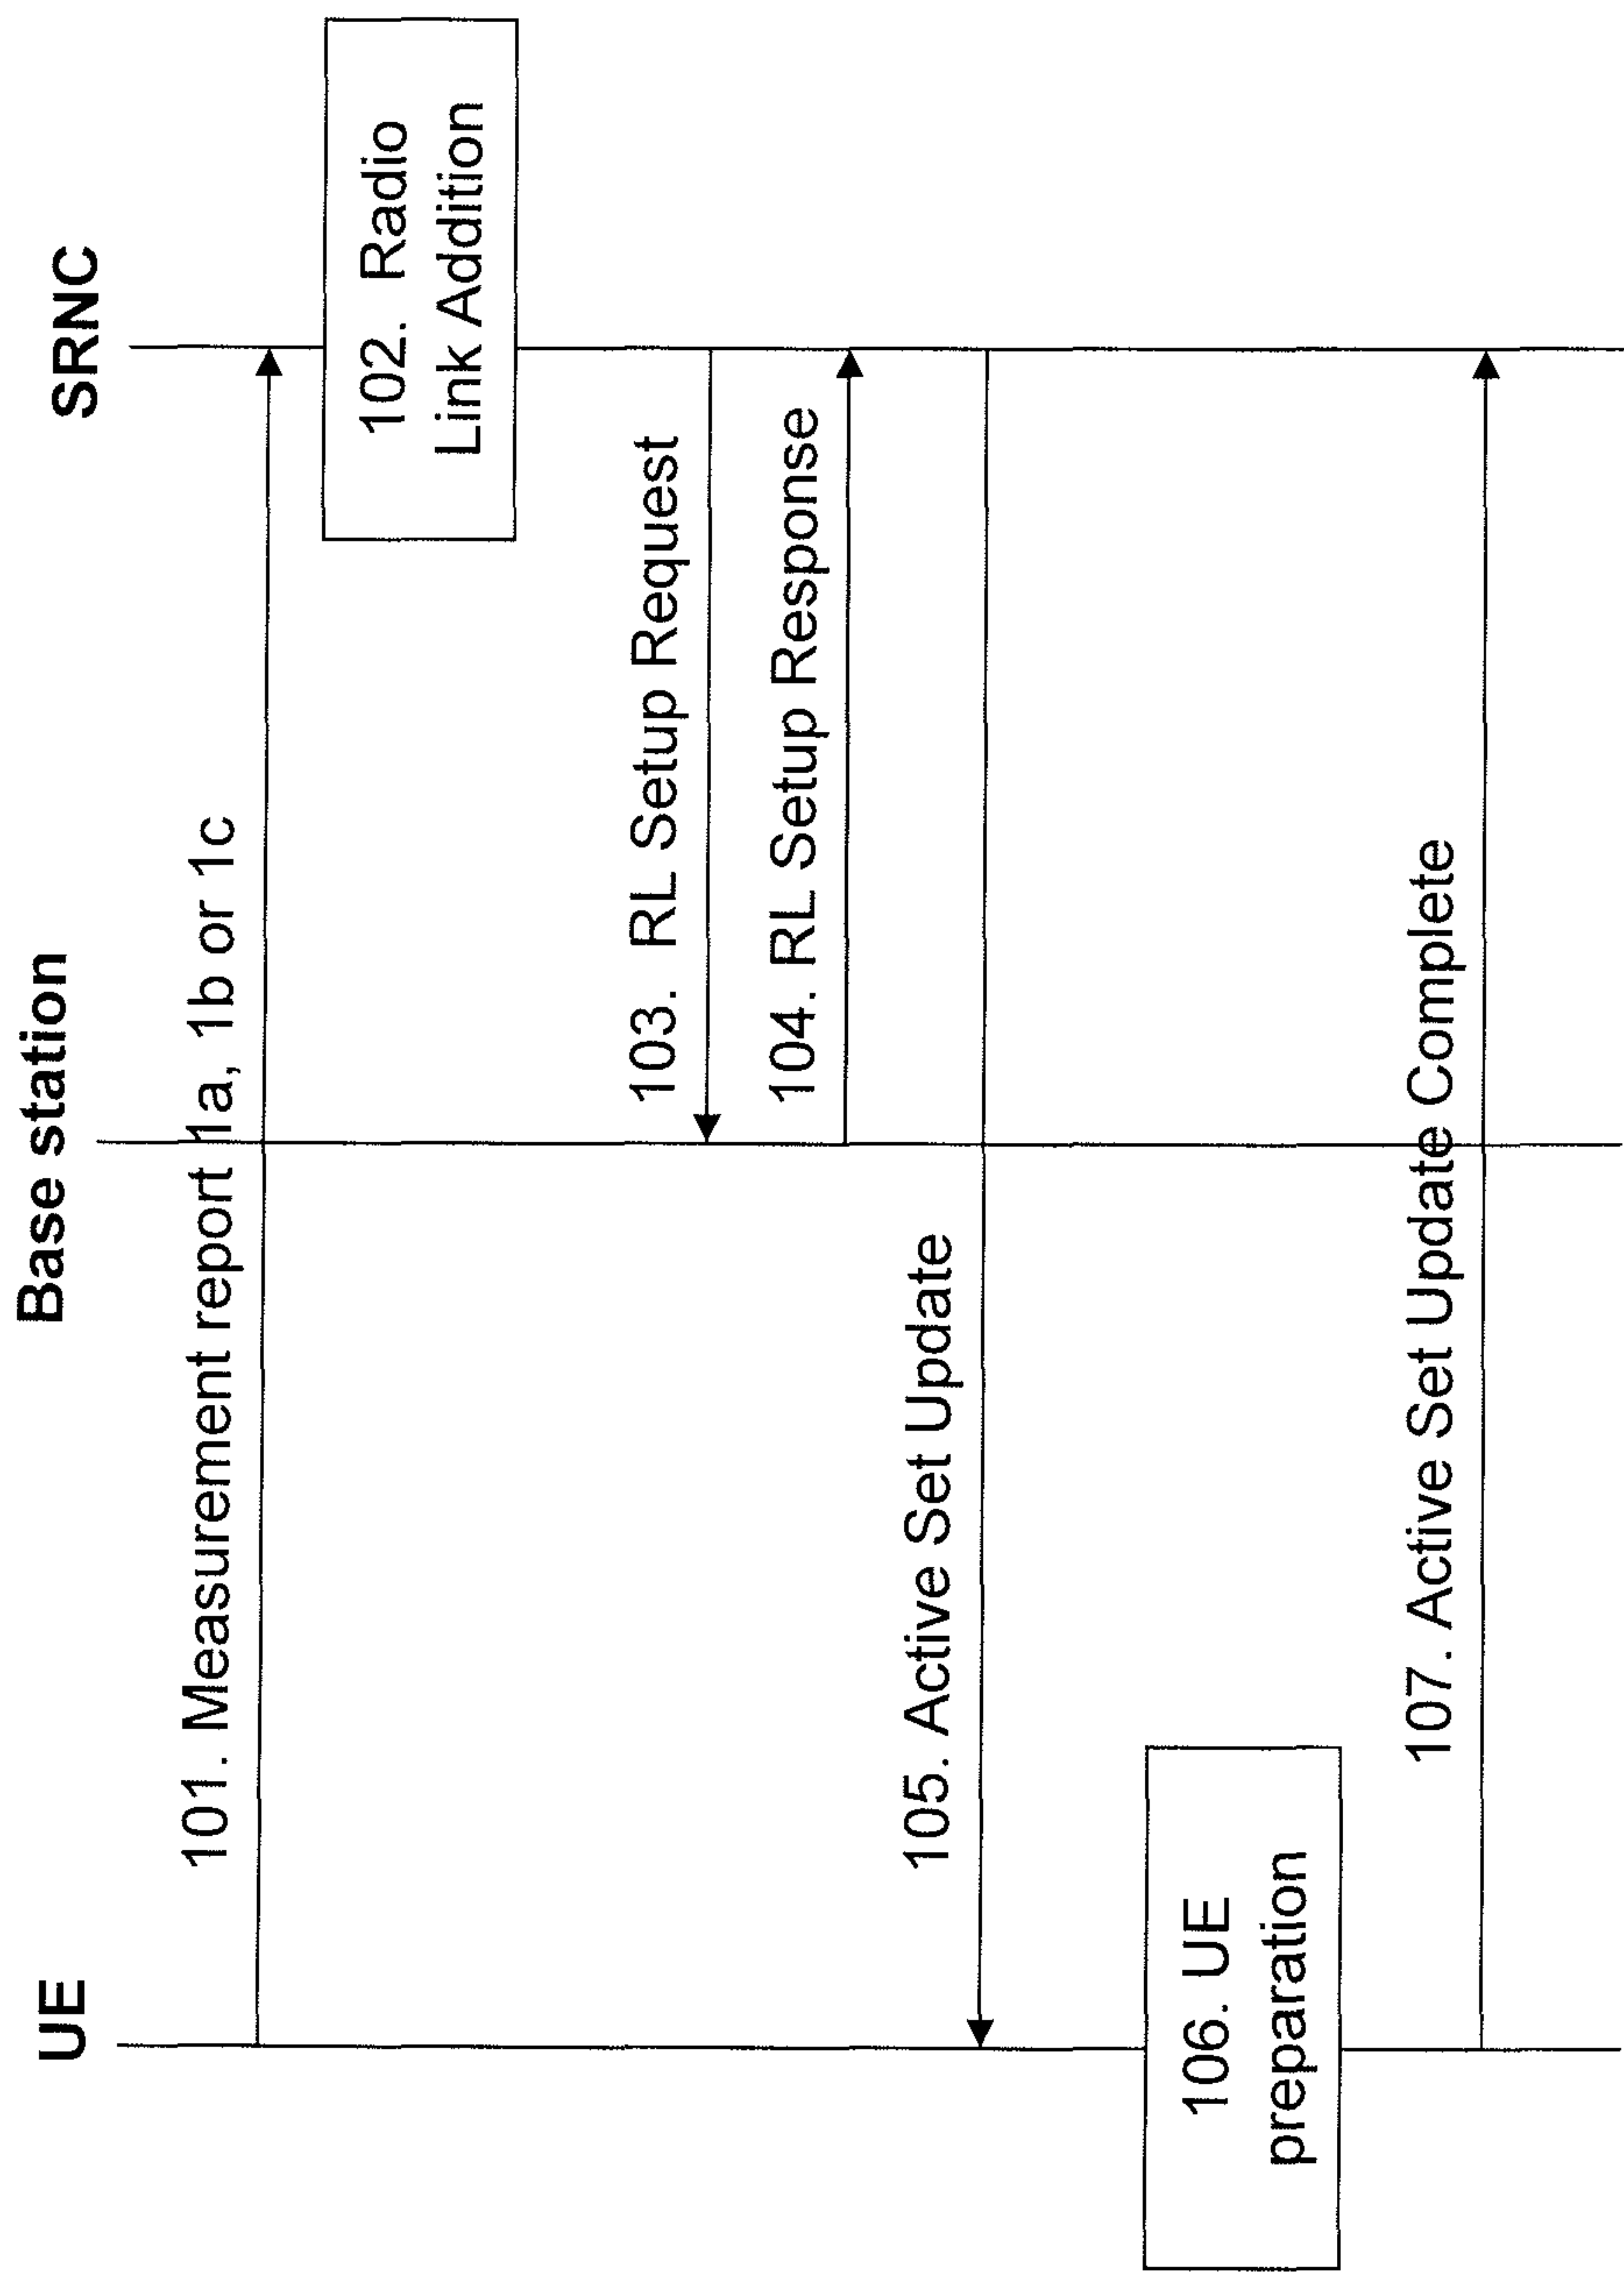 UE
Base station
SRNC
101. Measurement report 1a, 1b or 1c
102. Radio
Link Addition
103. RL Setup Request
104. RL Setup Response
105. Active Set Update
106. UE
preparation
107. Active Set Update Complete